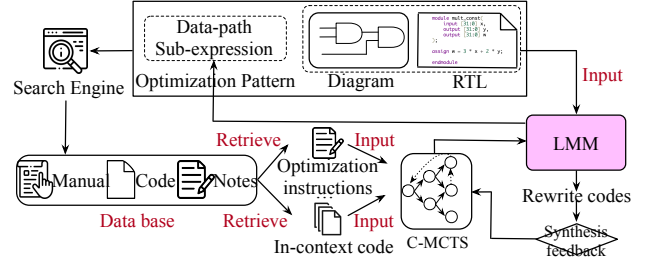 Data-path
Sub-expression
Optimization Pattern
Diagram
module mult_const(
input [31:0] x,
output [31:0] y,
output [31:0] m
);
assign m = 3 * x + 2 * y;
endmodule
RTL
Search Engine
Input
LMM
Retrieve
Input
Manual
Code
Notes
Optimization
instructions
Data base
Retrieve
Input
In-context code
C-MCTS
Rewrite codes
Synthesis
feedback